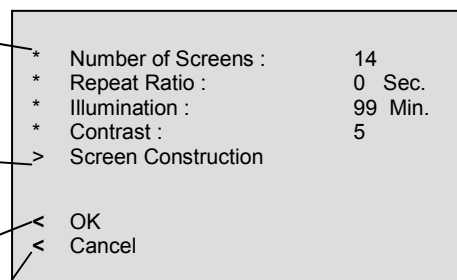 * Number of Screens : 14
* Repeat Ratio : 0 Sec.
* Illumination : 99 Min.
* Contrast : 5
> Screen Construction
< OK
< Cancel